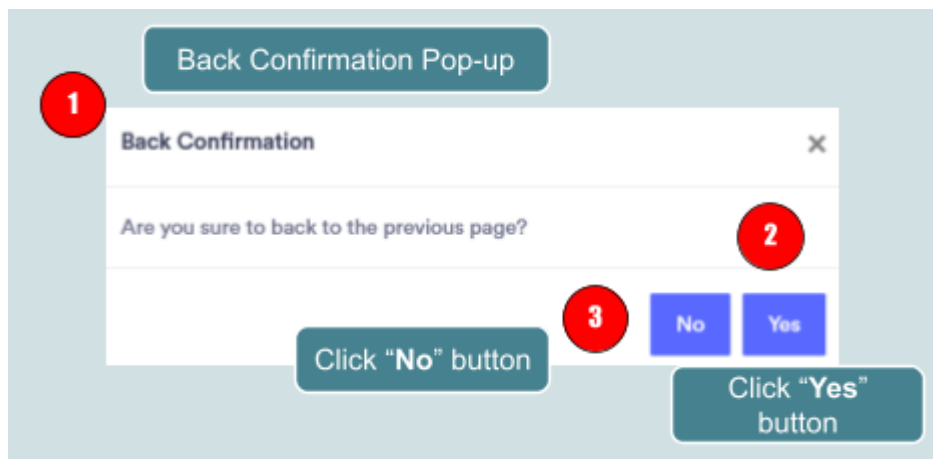 Back Confirmation Pop-up
1
Back Confirmation ×
Are you sure to back to the previous page?
2
3
No Yes
Click “No” button
Click “Yes”
button